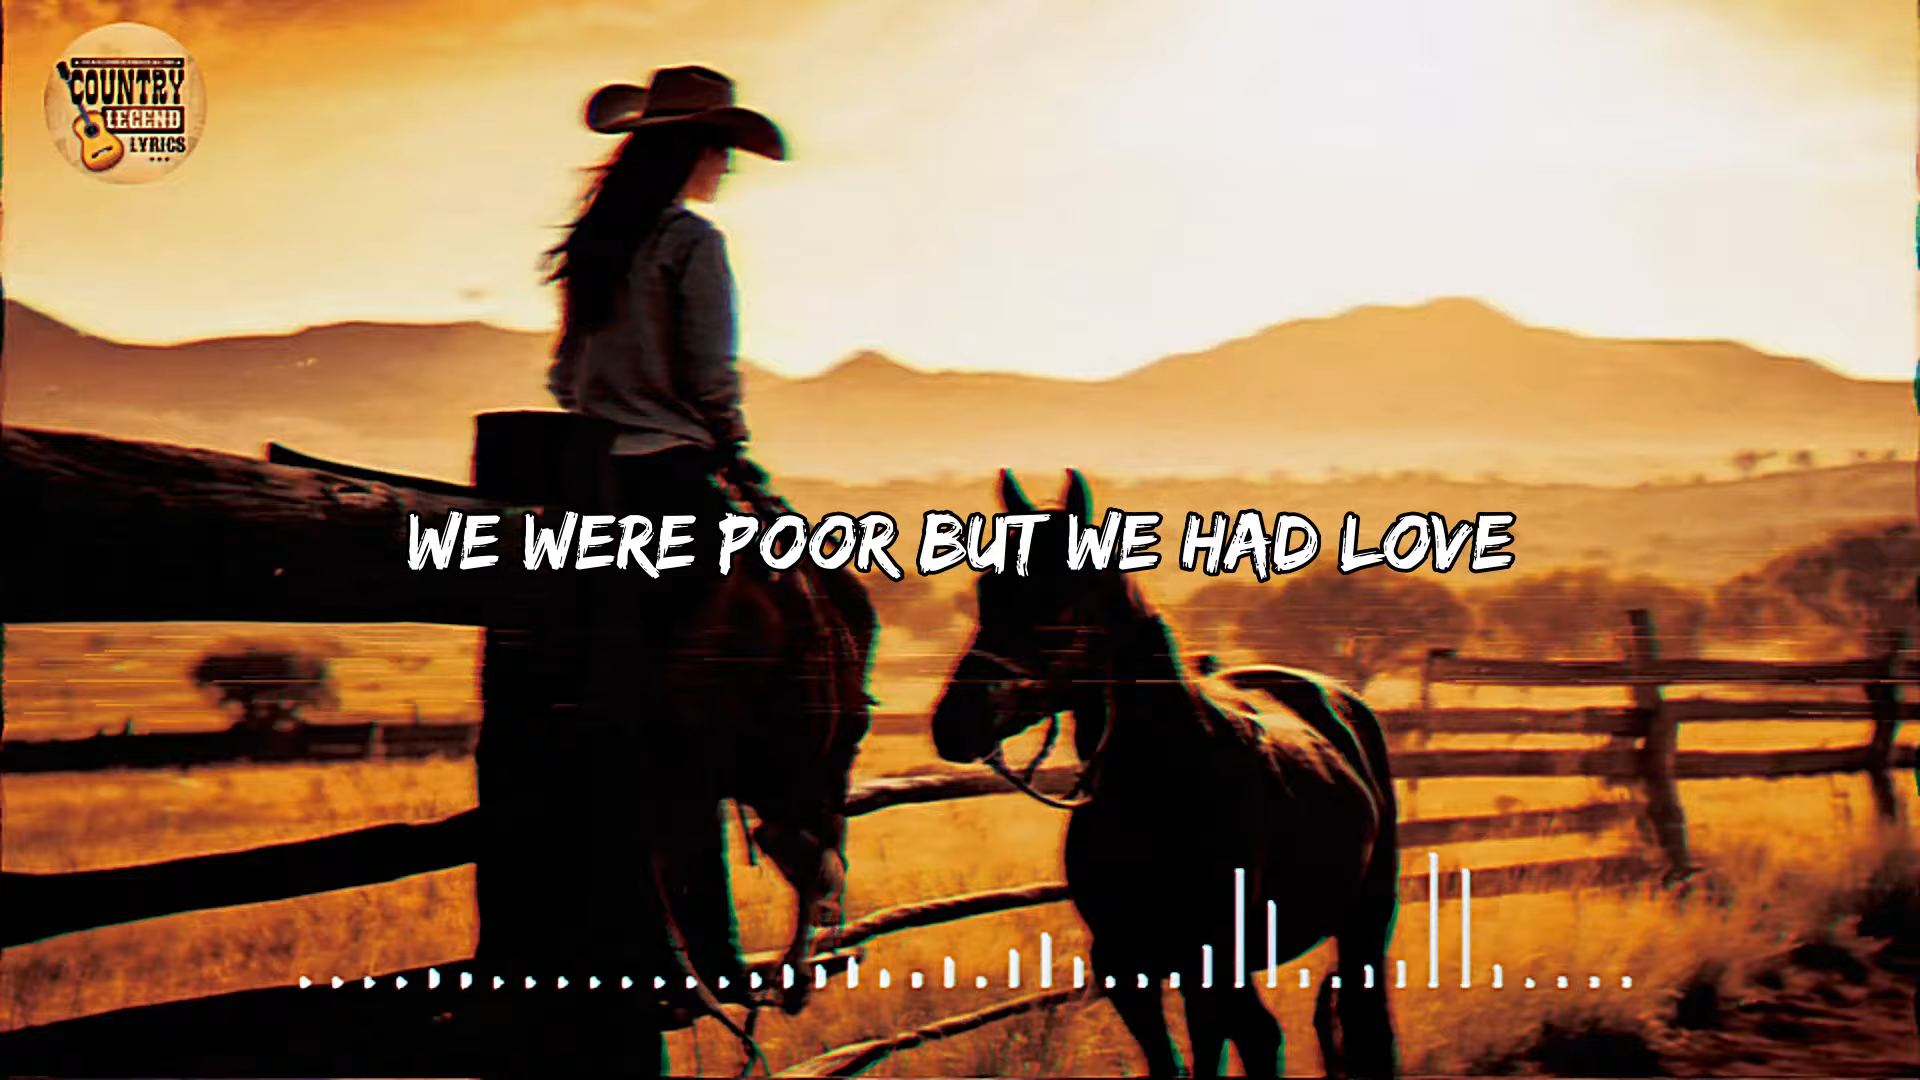 COUNTRY
LEGEND
LYRICS
WE WERE POOR BUT WE HAD LOVE